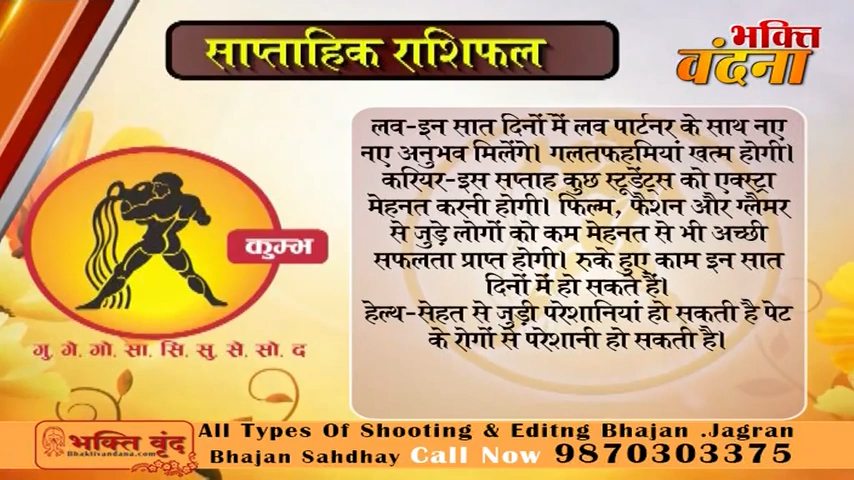 साप्ताहिक राशिफल
भक्ति
वंदना
लव-इन सात दिनों में लव पार्टनर के साथ नए
नए अनुभव मिलेंगे। गलतफहमियां खत्म होगीं।
करियर-इस सप्ताह कुछ स्टूडेंट्स को एक्स्ट्रा
मेहनत करनी होगी। फिल्म, फैशन और ग्लैमर
से जुड़े लोगों को कम मेहनत से भी अच्छी
सफलता प्राप्त होगी। रुके हुए काम इन सात
दिनों में हो सकते हैं।
हेल्थ-सेहत से जुड़ी परेशानियां हो सकती है पेट
के रोगों से परेशानी हो सकती है।
कुम्भ
गु, गे, गो, सा, सि, सु, से, सो, द
भक्ति वृंद
Bhaktivandana.com
All Types Of Shooting & Editng Bhajan .Jagran
Bhajan Sahdhay Call Now 9870303375